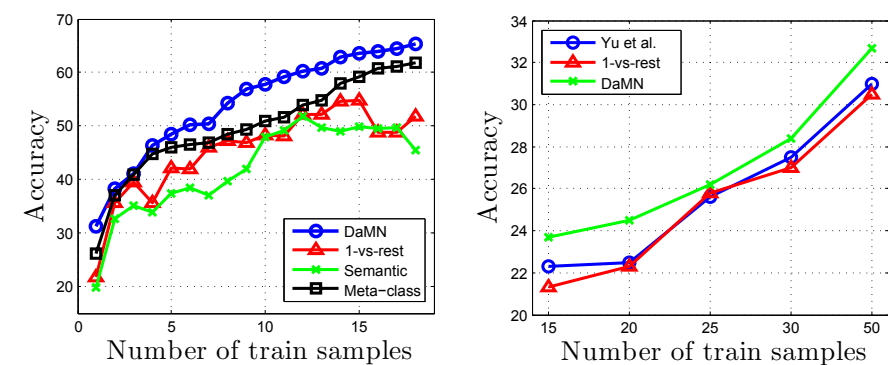 70
60
50
40
30
20
0
5
10
15
Accuracy
Number of train samples
DaMN
1-vs-rest
Semantic
Meta-class
34
32
30
28
26
24
22
20
15
20
25
30
50
Accuracy
Number of train samples
Yu et al.
1-vs-rest
DaMN